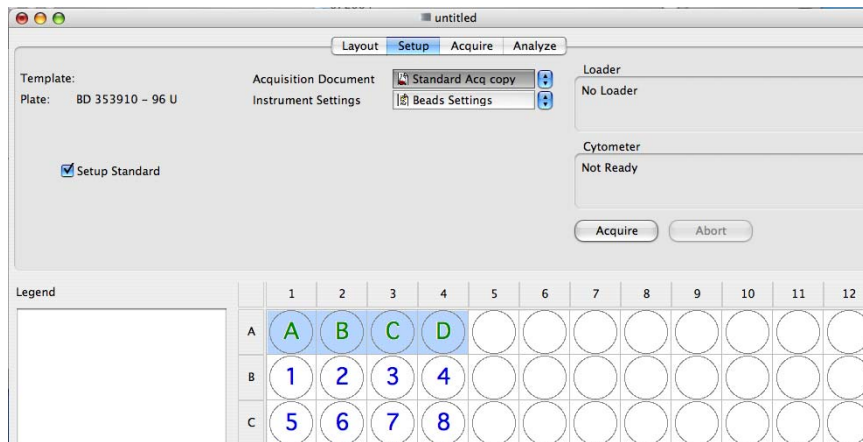 untitled
Layout Setup Acquire Analyze
Template:
Plate: BD 353910 - 96 U
Setup Standard
Acquisition Document Standard Acq copy
Instrument Settings Beads Settings
Loader
No Loader
Cytometer
Not Ready
Acquire Abort
Legend
1 2 3 4 5 6 7 8 9 10 11 12
A A B C D
B 1 2 3 4
C 5 6 7 8